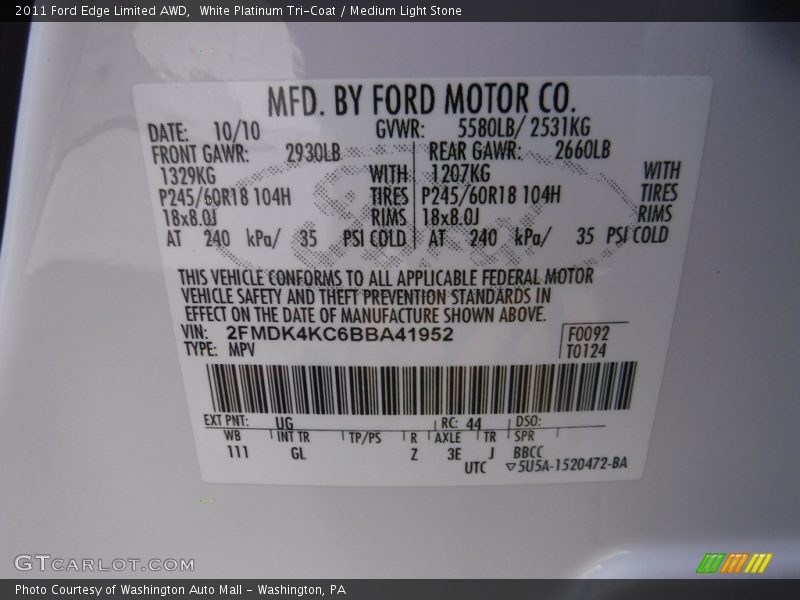 2011 Ford Edge Limited AWD,  White Platinum Tri-Coat / Medium Light Stone
MFD. BY FORD MOTOR CO.
DATE: 10/10 GVWR: 5580LB/ 2531KG
FRONT GAWR: 2930LB REAR GAWR: 2660LB
1329KG WITH 1207KG WITH
P245/60R18 104H TIRES P245/60R18 104H TIRES
18x8.0J RIMS 18x8.0J RIMS
AT 240 kPa/ 35 PSI COLD AT 240 kPa/ 35 PSI COLD
THIS VEHICLE CONFORMS TO ALL APPLICABLE FEDERAL MOTOR
VEHICLE SAFETY AND THEFT PREVENTION STANDARDS IN
EFFECT ON THE DATE OF MANUFACTURE SHOWN ABOVE.
VIN: 2FMDK4KC6BBA41952 F0092
TYPE: MPV T0124
EXT PNT: UG RC: 44 DSO:
WB INT TR TP/PS R AXLE TR SPR
111 GL Z 3E J BBCC
UTC ▽5U5A-1520472-BA
GTCARLOT.COM
Photo Courtesy of Washington Auto Mall - Washington, PA